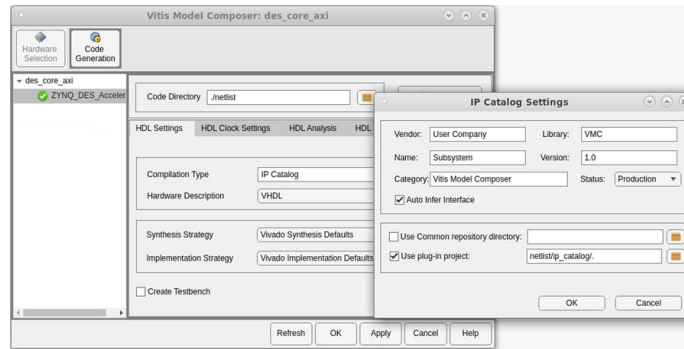 Vitis Model Composer: des_core_axi
Hardware Selection
Code Generation
des_core_axi
ZYNQ_DES_Acceler
Code Directory ./netlist
HDL Settings HDL Clock Settings HDL Analysis HDL
Compilation Type IP Catalog
Hardware Description VHDL
Synthesis Strategy Vivado Synthesis Defaults
Implementation Strategy Vivado Implementation Defaults
Create Testbench
Refresh OK Apply Cancel Help
IP Catalog Settings
Vendor: User Company Library: VMC
Name: Subsystem Version: 1.0
Category: Vitis Model Composer Status: Production
Auto Infer Interface
Use Common repository directory:
Use plug-in project: netlist/ip_catalog/.
OK Cancel